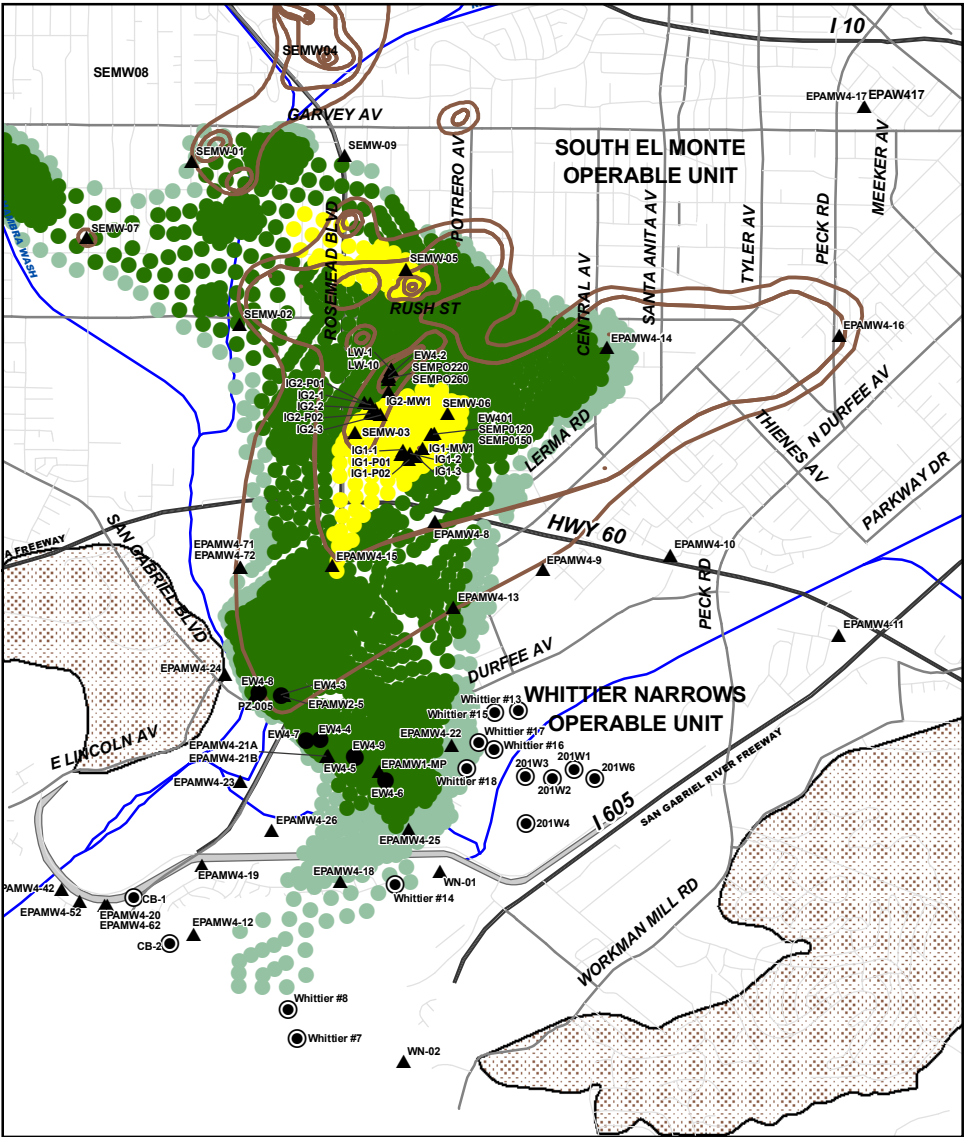 I 10
SEMW04
SEMW08
EPAMW4-17
EPAW417
GARVEY AV
SEMW-01
SEMW-09
SOUTH EL MONTE
OPERABLE UNIT
POTRERO AV
MEEKER AV
SANTA ANITA AV
TYLER AV
PECK RD
SEMW-07
ROSEMEAD BLVD
SEMW-05
RUSH ST
CENTRAL AV
SEMW-02
EPAMW4-16
EPAMW4-14
LW-1
LW-10
EW4-2
SEMPO220
SEMPO260
IG2-P01
IG2-1
IG2-2
IG2-P02
IG2-3
IG2-MW1
SEMW-06
EW401
SEMP0120
SEMP0150
SEMW-03
IG1-MW1
IG1-1
IG1-2
IG1-P01
IG1-3
IG1-P02
LERMA RD
THIENES AV
N DURFEE AV
PARKWAY DR
SAN GABRIEL BLVD
A FREEWAY
HWY 60
EPAMW4-8
EPAMW4-71
EPAMW4-72
EPAMW4-15
EPAMW4-9
EPAMW4-10
PECK RD
EPAMW4-13
EPAMW4-11
DURFEE AV
EPAMW4-24
EW4-8
EW4-3
PZ-005
EPAMW2-5
WHITTIER NARROWS
OPERABLE UNIT
Whittier #13
Whittier #15
Whittier #17
Whittier #16
Whittier #18
E LINCOLN AV
EW4-7
EW4-4
EPAMW4-21A
EPAMW4-21B
EW4-9
EW4-5
EPAMW4-22
EPAMW1-MP
EW4-6
EPAMW4-23
201W3
201W1
201W2
201W6
201W4
I 605
SAN GABRIEL RIVER FREEWAY
EPAMW4-26
EPAMW4-25
EPAMW4-19
EPAMW4-18
WN-01
Whittier #14
PAMW4-42
EPAMW4-52
CB-1
EPAMW4-20
EPAMW4-62
EPAMW4-12
CB-2
WORKMAN MILL RD
Whittier #8
Whittier #7
WN-02